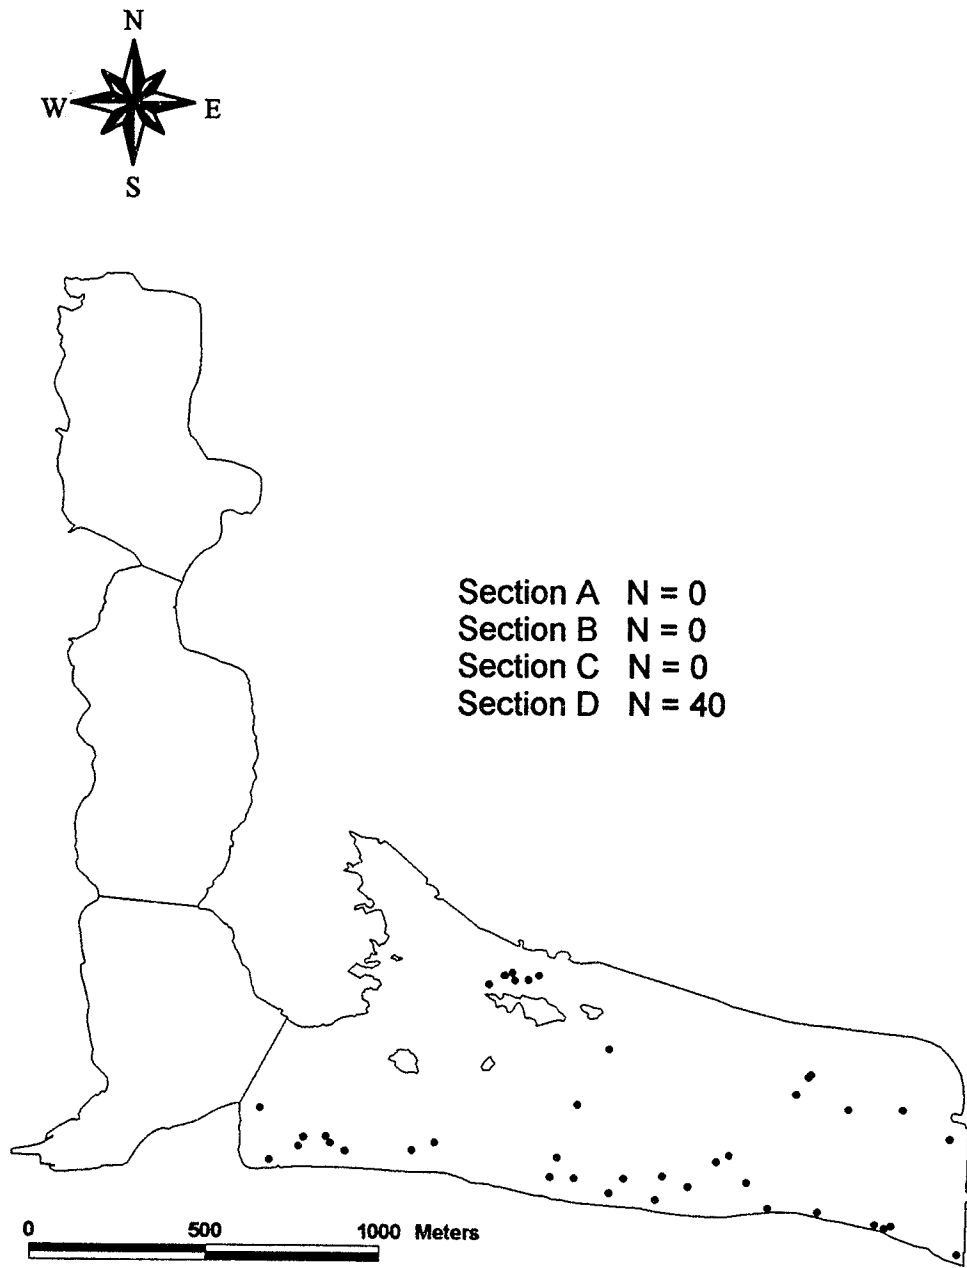 N
W E
S
Section A N = 0
Section B N = 0
Section C N = 0
Section D N = 40
0 500 1000 Meters